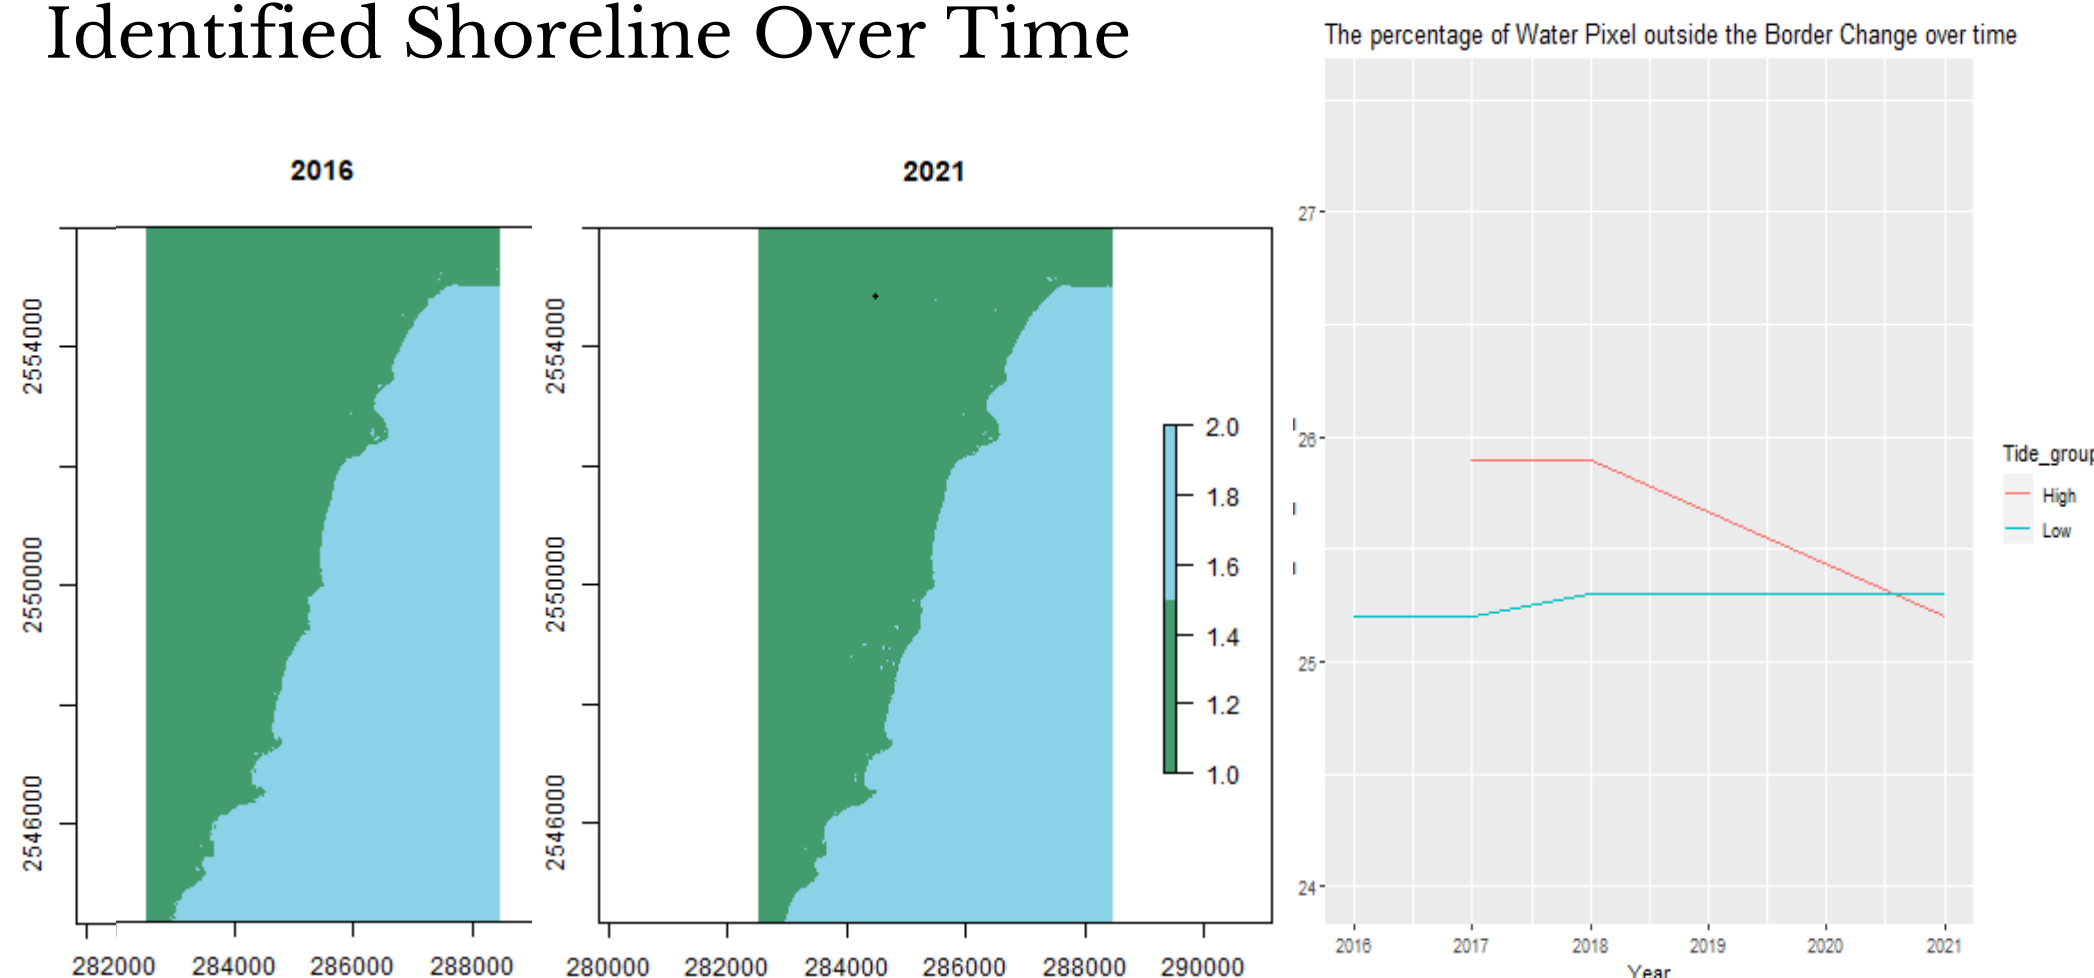 Identified Shoreline Over Time
2016
2554000
2550000
2546000
282000 284000 286000 288000
2021
2554000
2550000
2546000
2.0
1.8
1.6
1.4
1.2
1.0
280000 282000 284000 286000 288000 290000
The percentage of Water Pixel outside the Border Change over time
27
26
25
24
2016 2017 2018 2019 2020 2021
Year
Tide_group
High
Low